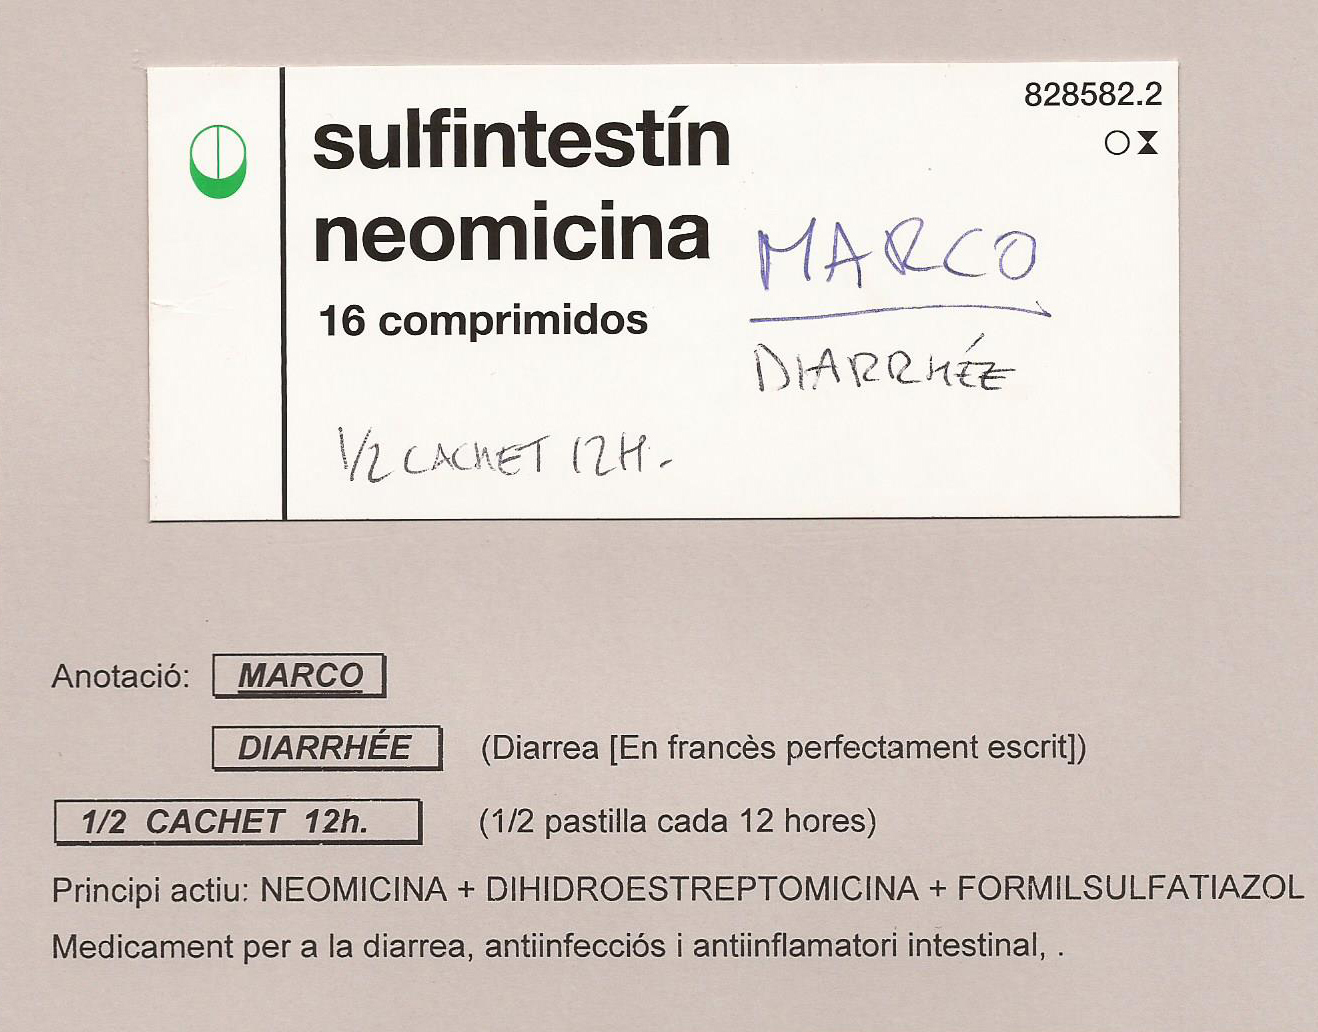 828582.2
sulfintestín
neomicina
MARCO
16 comprimidos
DIARRHÉE
1/2 CACHET 12H.
Anotació: MARCO
DIARRHÉE (Diarrea [En francès perfectament escrit])
1/2 CACHET 12h. (1/2 pastilla cada 12 hores)
Principi actiu: NEOMICINA + DIHIDROESTREPTOMICINA + FORMILSULFATIAZOL
Medicament per a la diarrea, antiinfecciós i antiinflamatori intestinal, .